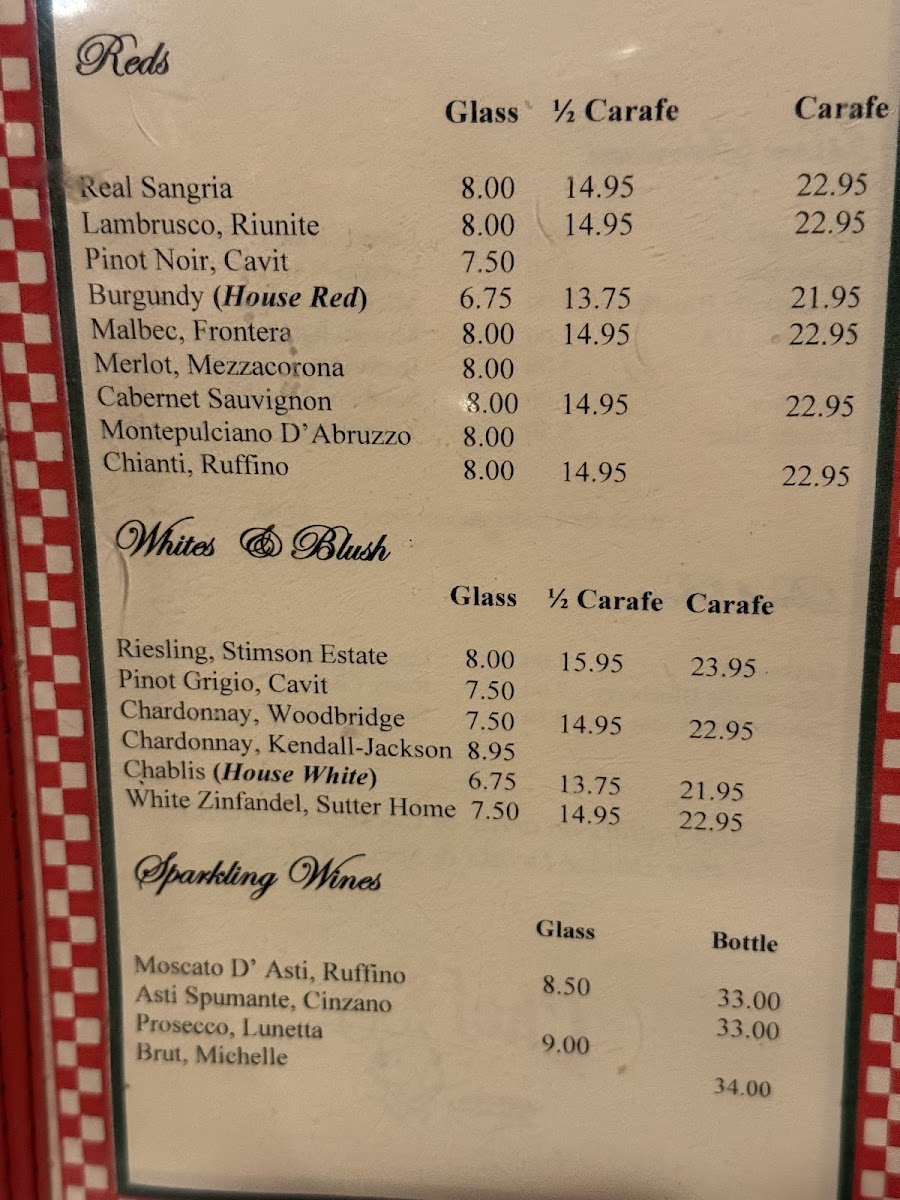 Reds
Glass ½ Carafe Carafe
Real Sangria 8.00 14.95 22.95
Lambrusco, Riunite 8.00 14.95 22.95
Pinot Noir, Cavit 7.50
Burgundy (House Red) 6.75 13.75 21.95
Malbec, Frontera 8.00 14.95 22.95
Merlot, Mezzacorona 8.00
Cabernet Sauvignon 8.00 14.95 22.95
Montepulciano D'Abruzzo 8.00
Chianti, Ruffino 8.00 14.95 22.95
Whites & Blush
Glass ½ Carafe Carafe
Riesling, Stimson Estate 8.00 15.95 23.95
Pinot Grigio, Cavit 7.50
Chardonnay, Woodbridge 7.50 14.95 22.95
Chardonnay, Kendall-Jackson 8.95
Chablis (House White) 6.75 13.75 21.95
White Zinfandel, Sutter Home 7.50 14.95 22.95
Sparkling Wines
Glass Bottle
Moscato D' Asti, Ruffino 8.50 33.00
Asti Spumante, Cinzano 33.00
Prosecco, Lunetta 9.00
Brut, Michelle 34.00